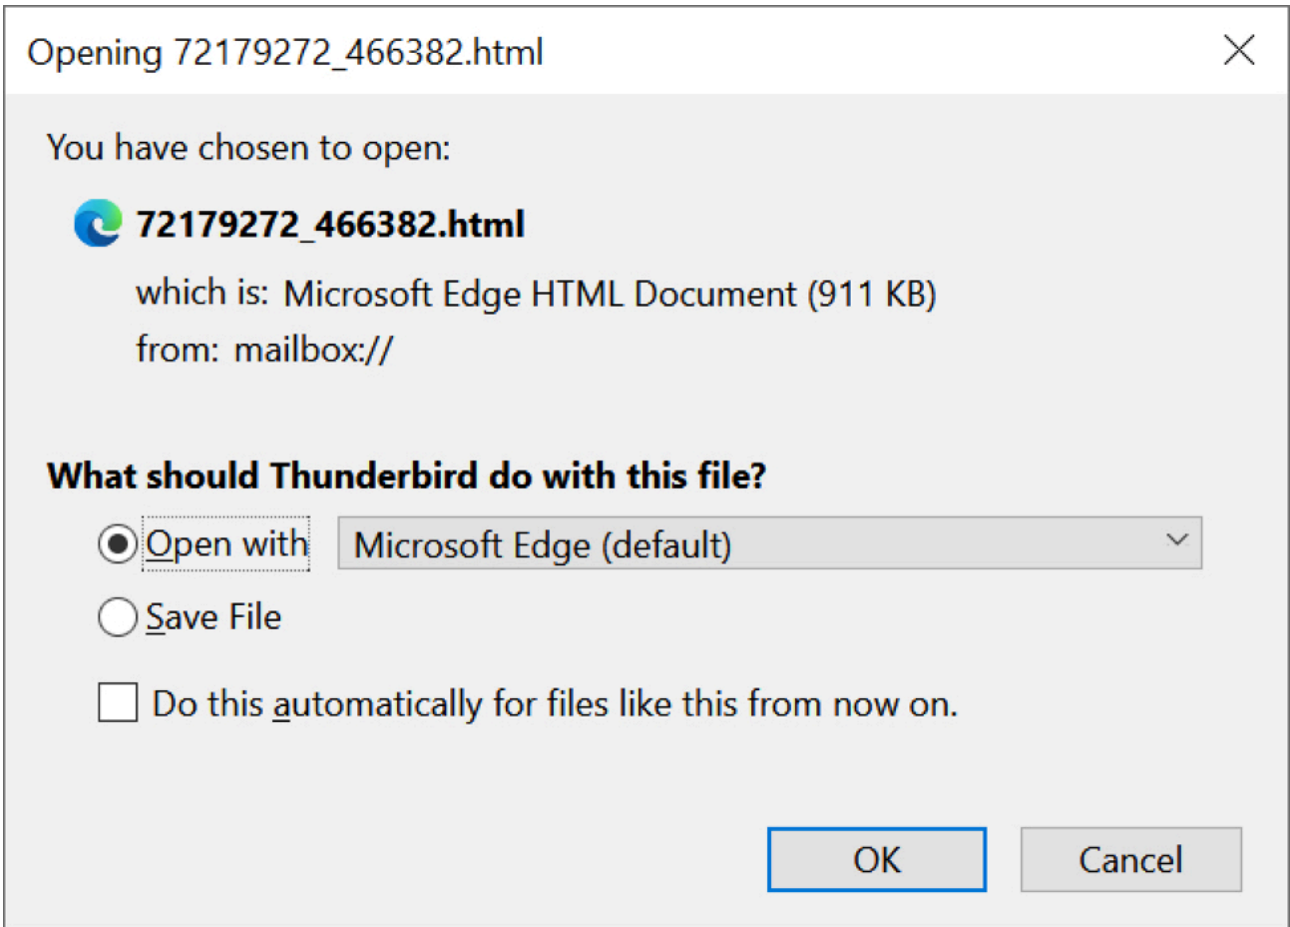 Opening 72179272_466382.html
You have chosen to open:
72179272_466382.html
which is: Microsoft Edge HTML Document (911 KB)
from: mailbox://
What should Thunderbird do with this file?
Open with Microsoft Edge (default)
Save File
Do this automatically for files like this from now on.
OK Cancel